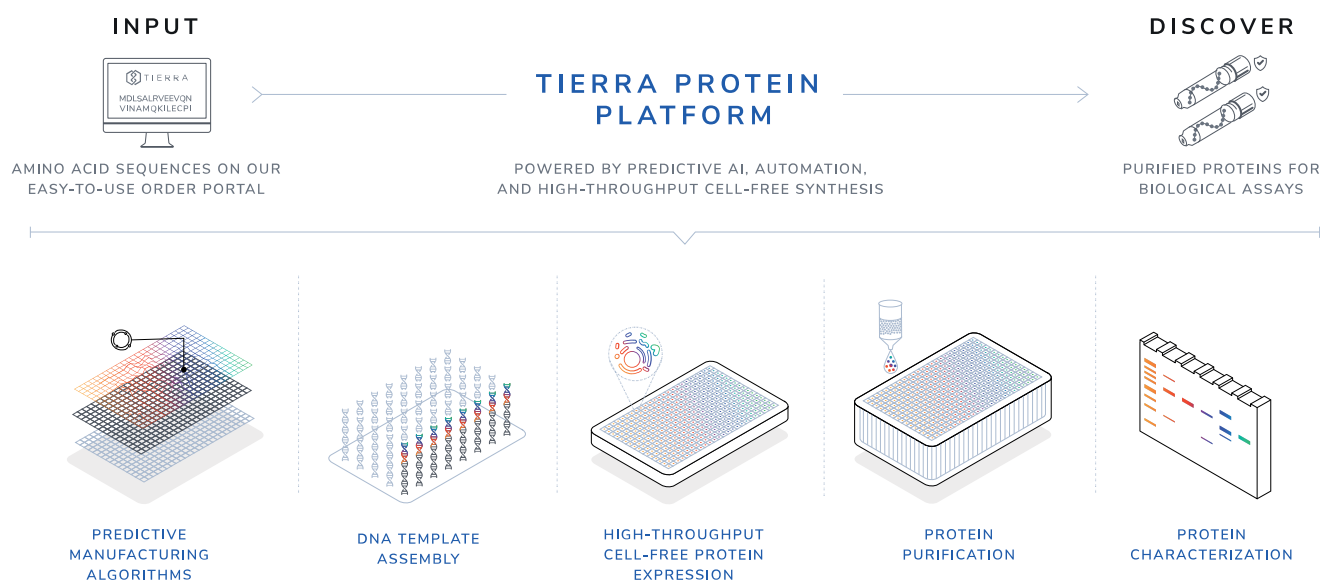 INPUT
TIERRA
MDLSALRVEEVQN
VINAMQKILECPI
AMINO ACID SEQUENCES ON OUR
EASY-TO-USE ORDER PORTAL
TIERRA PROTEIN
PLATFORM
POWERED BY PREDICTIVE AI, AUTOMATION,
AND HIGH-THROUGHPUT CELL-FREE SYNTHESIS
DISCOVER
PURIFIED PROTEINS FOR
BIOLOGICAL ASSAYS
PREDICTIVE
MANUFACTURING
ALGORITHMS
DNA TEMPLATE
ASSEMBLY
HIGH-THROUGHPUT
CELL-FREE PROTEIN
EXPRESSION
PROTEIN
PURIFICATION
PROTEIN
CHARACTERIZATION